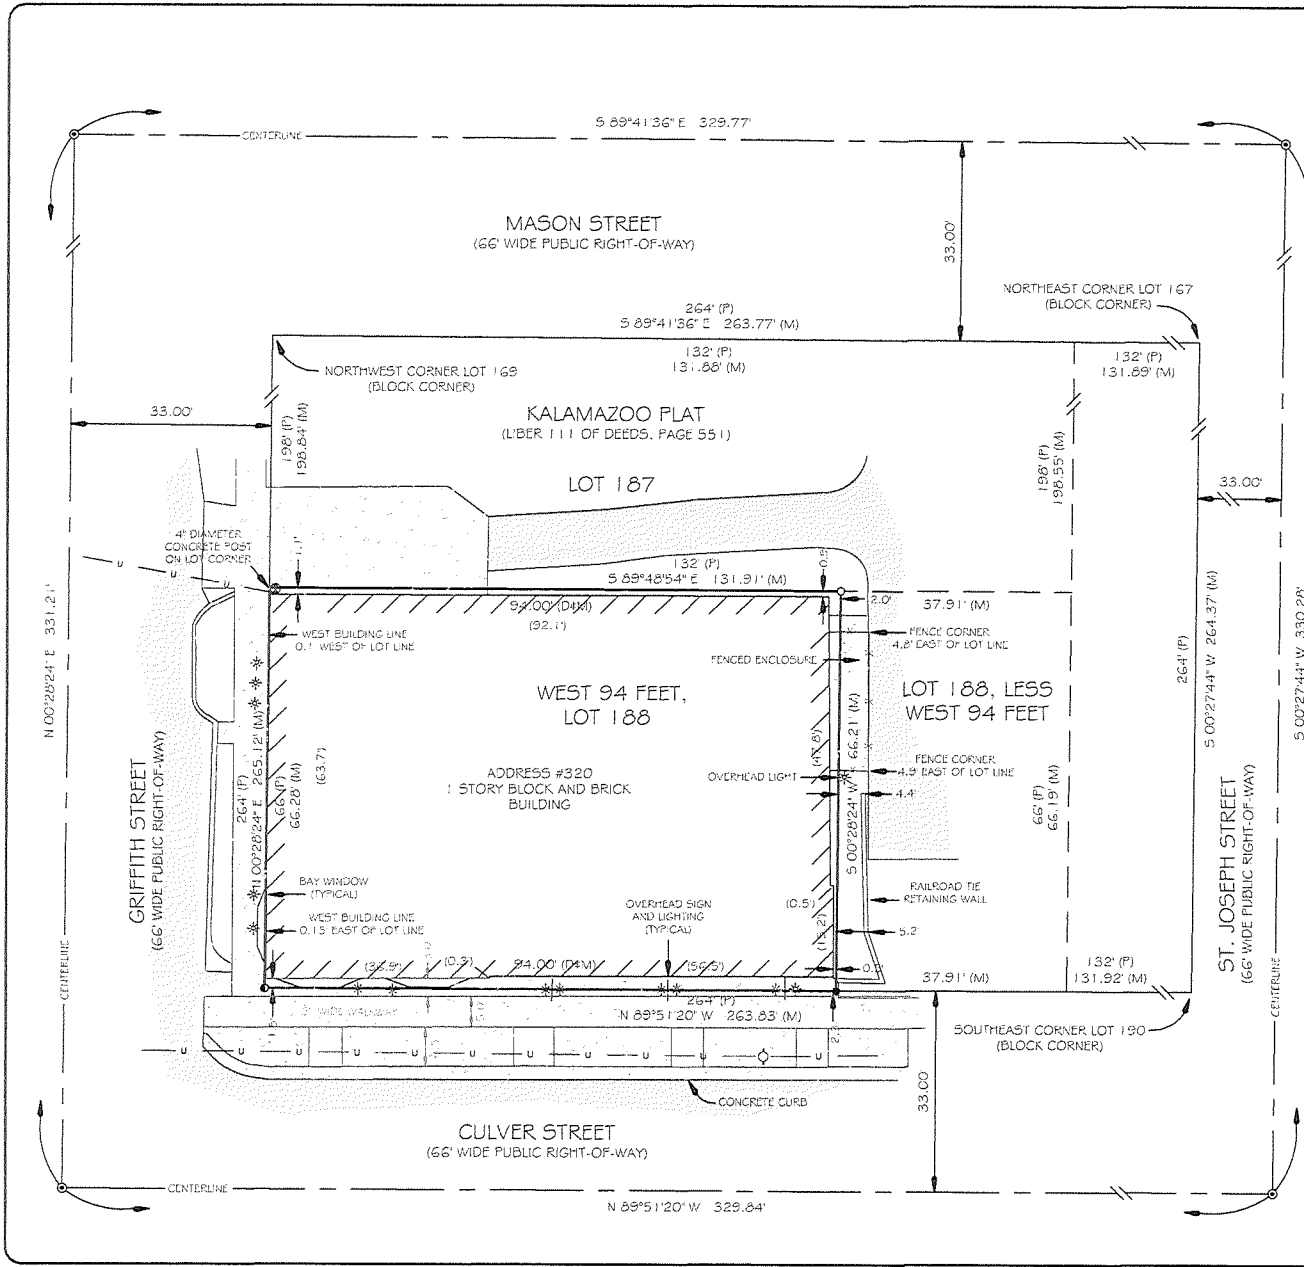 S 89°41'36" E 329.77'
CENTERLINE
MASON STREET
(66' WIDE PUBLIC RIGHT-OF-WAY)
33.00'
NORTHEAST CORNER LOT 167
(BLOCK CORNER)
264' (P)
S 89°41'36" E 263.77' (M)
132' (P)
131.88' (M)
132' (P)
131.89' (M)
NORTHWEST CORNER LOT 169
(BLOCK CORNER)
33.00'
KALAMAZOO PLAT
(LIBER 111 OF DEEDS, PAGE 551)
198' (P)
198.84' (M)
LOT 187
198' (P)
198.55' (M)
33.00'
4" DIAMETER
CONCRETE POST
ON LOT CORNER
1.1'
132' (P)
S 89°48'54" E 131.91' (M)
U
U
U
94.00' (D&M)
(92.1')
2.0'
37.91' (M)
N 00°28'24" E 331.21'
WEST BUILDING LINE
0.1' WEST OF LOT LINE
FENCE CORNER
4.8' EAST OF LOT LINE
FENCED ENCLOSURE
264' (P)
S 00°27'44" W 264.37' (M)
S 00°27'44" W 330.28'
WEST 94 FEET,
LOT 188
LOT 188, LESS
WEST 94 FEET
264' (P)
N 00°28'24" E 265.12' (M)
66' (P)
66.28' (M)
(63.7')
(47.8')
S 00°28'24" W 66.21' (M)
ADDRESS #320
1 STORY BLOCK AND BRICK
BUILDING
OVERHEAD LIGHT
FENCE CORNER
4.9' EAST OF LOT LINE
4.4'
66' (P)
66.19' (M)
GRIFFITH STREET
(66' WIDE PUBLIC RIGHT-OF-WAY)
ST. JOSEPH STREET
(66' WIDE PUBLIC RIGHT-OF-WAY)
BAY WINDOW
(TYPICAL)
WEST BUILDING LINE
0.15' EAST OF LOT LINE
OVERHEAD SIGN
AND LIGHTING
(TYPICAL)
(0.5')
(15.2')
RAILROAD TIE
RETAINING WALL
5.2'
CENTERLINE
CENTERLINE
(0.3')
94.00' (D&M)
(56.5')
37.91' (M)
132' (P)
131.92' (M)
264' (P)
N 89°51'20" W 263.83' (M)
WIDE WALKWAY
SOUTHEAST CORNER LOT 190
(BLOCK CORNER)
U U U U U U U
CONCRETE CURB
33.00
CULVER STREET
(66' WIDE PUBLIC RIGHT-OF-WAY)
CENTERLINE
N 89°51'20" W 329.84'